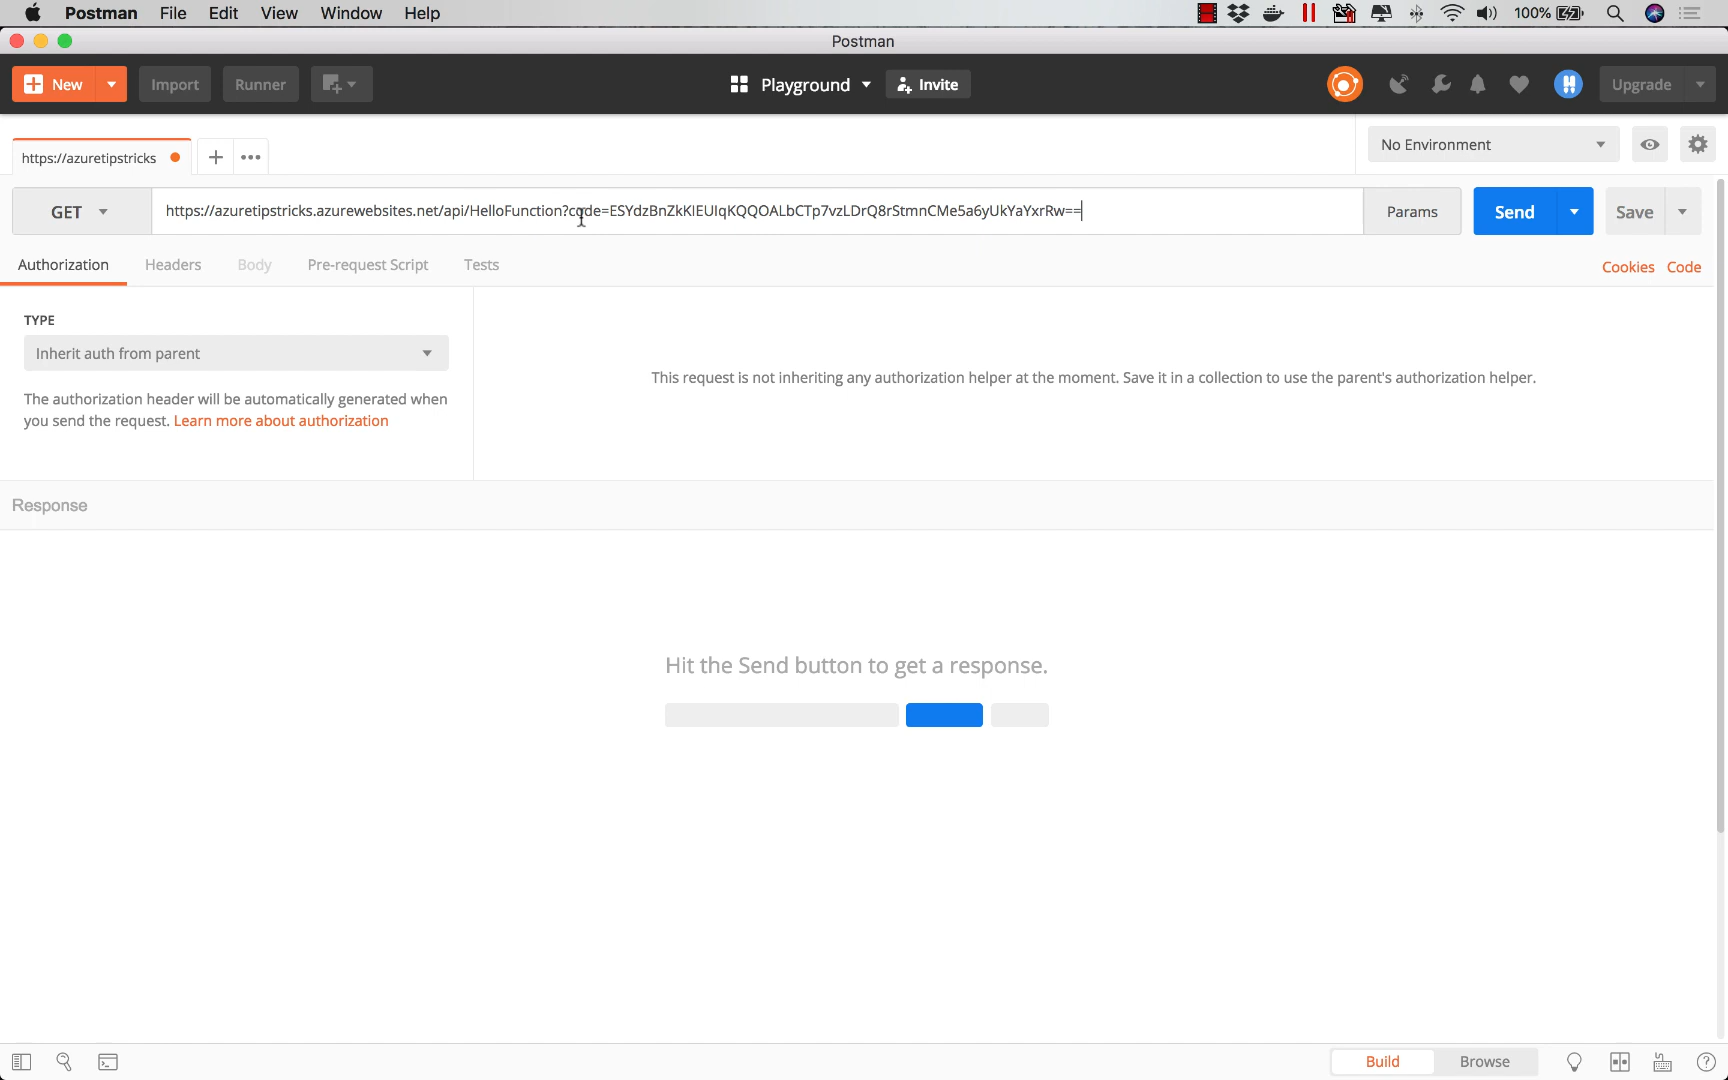 Postman File Edit View Window Help 100%
Postman
New Import Runner Playground Invite Upgrade
https://azuretipstricks No Environment
GET https://azuretipstricks.azurewebsites.net/api/HelloFunction?code=ESYdzBnZkKIEUIqKQQOALbCTp7vzLDrQ8rStmnCMe5a6yUkYaYxrRw== Params Send Save
Authorization Headers Body Pre-request Script Tests Cookies Code
TYPE
Inherit auth from parent
This request is not inheriting any authorization helper at the moment. Save it in a collection to use the parent's authorization helper.
The authorization header will be automatically generated when
you send the request. Learn more about authorization
Response
Hit the Send button to get a response.
Build Browse